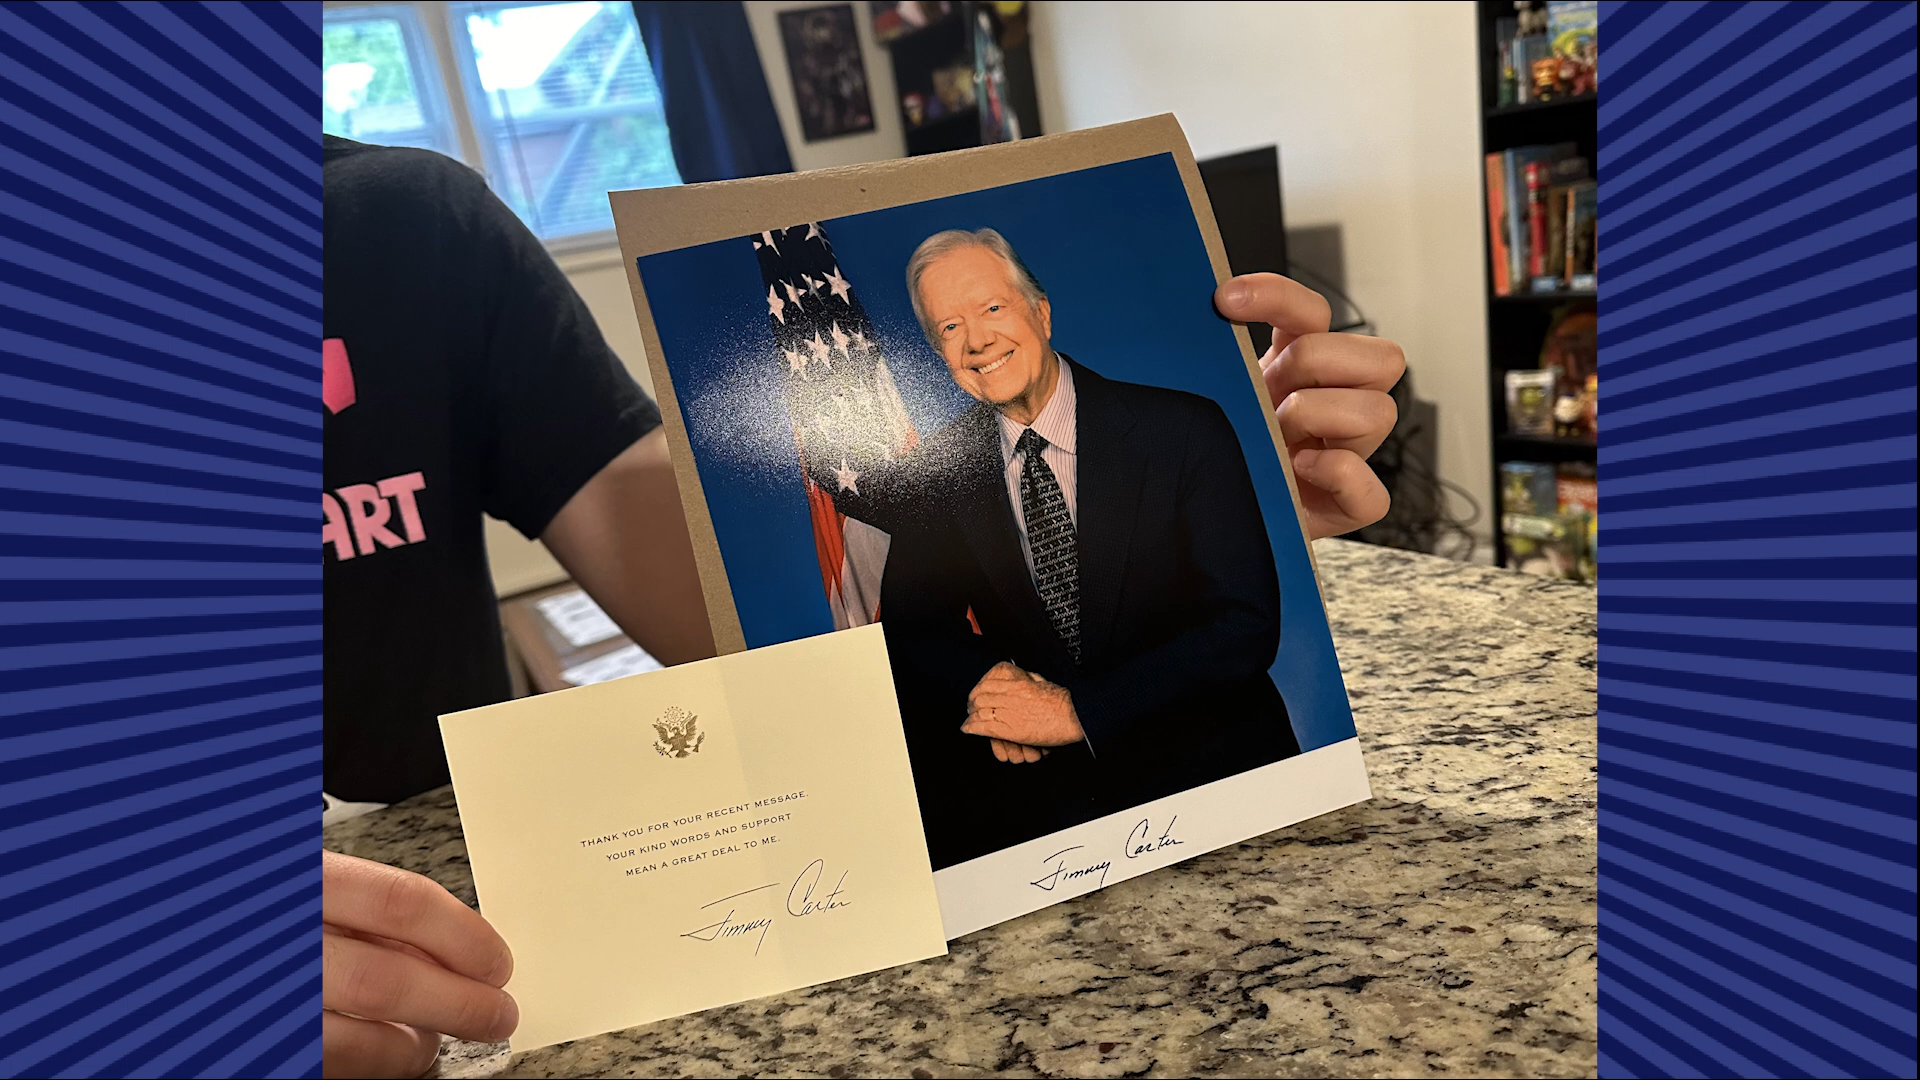 ART
THANK YOU FOR YOUR RECENT MESSAGE.
YOUR KIND WORDS AND SUPPORT
MEAN A GREAT DEAL TO ME.
Jimmy Carter
Jimmy Carter